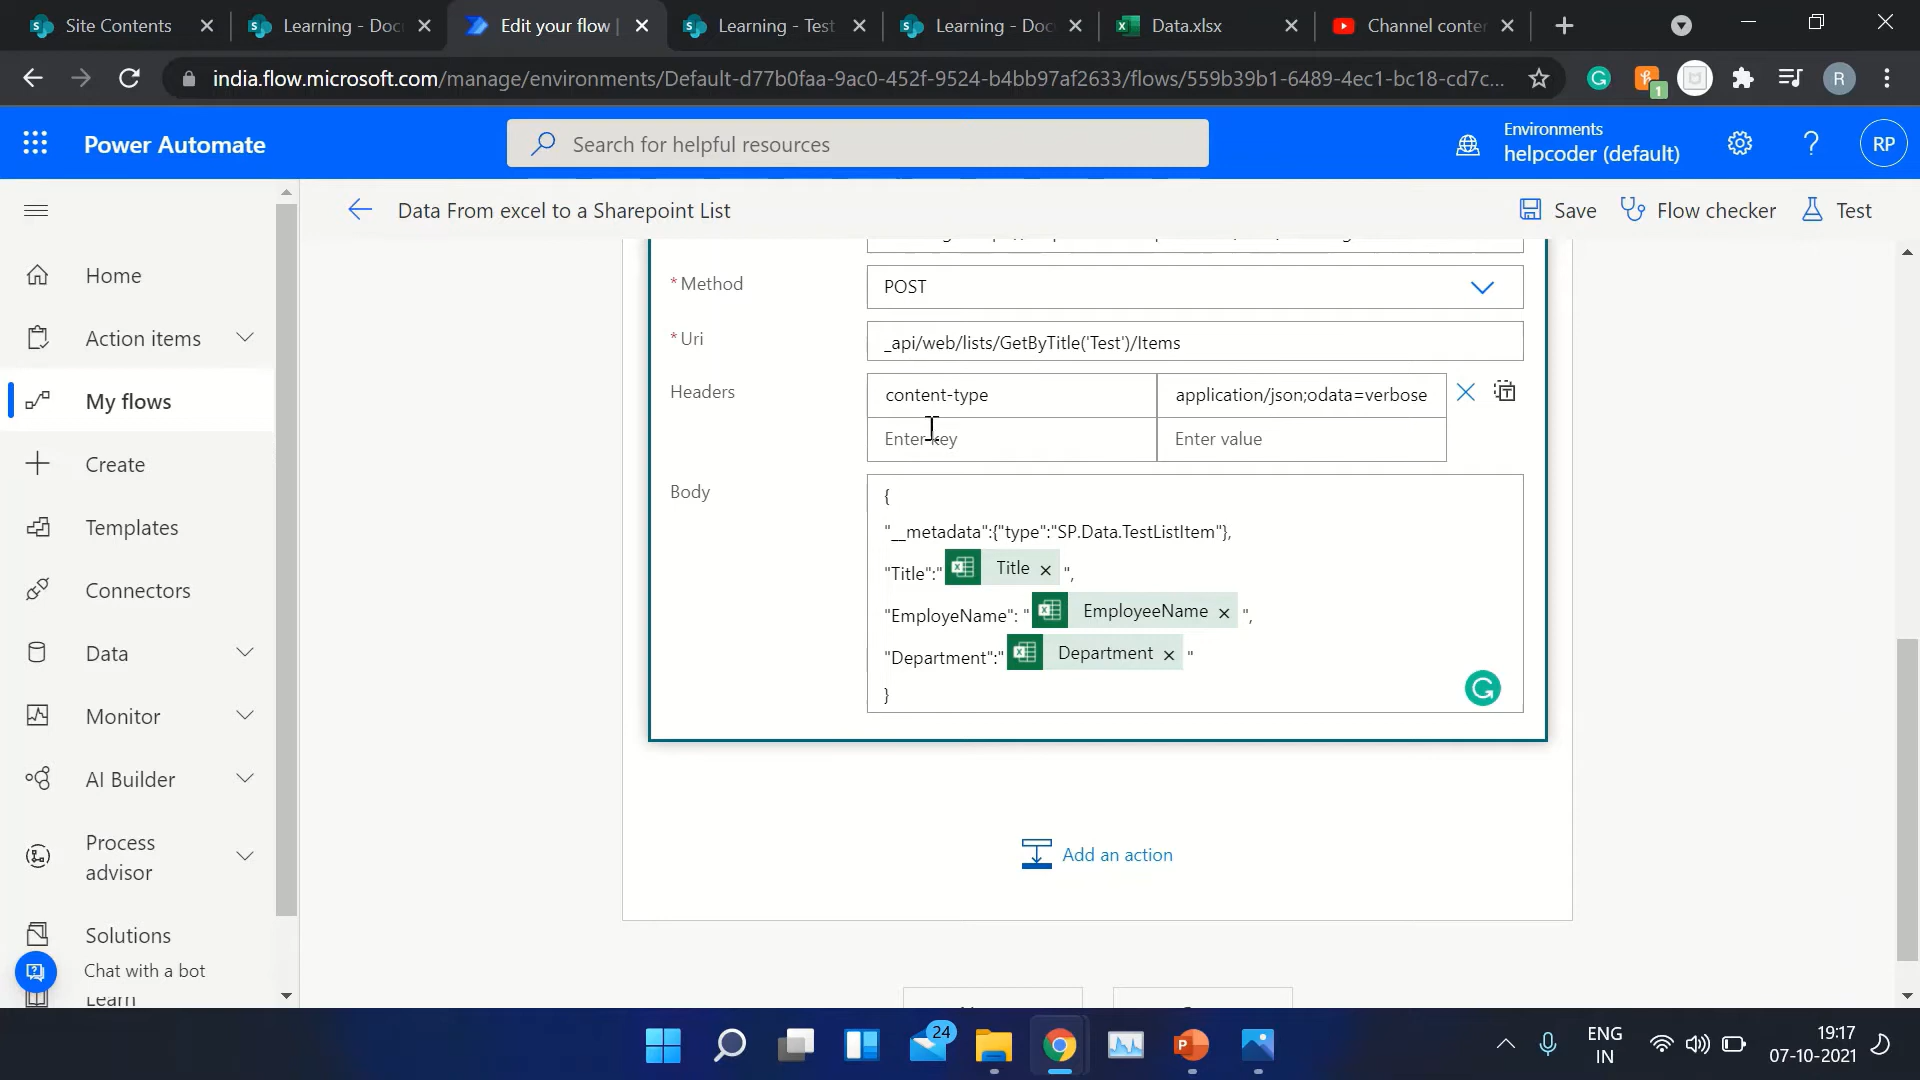 Site Contents
Learning - Doc
Edit your flow |
Learning - Test
Learning - Doc
Data.xlsx
Channel conten
india.flow.microsoft.com/manage/environments/Default-d77b0faa-9ac0-452f-9524-b4bb97af2633/flows/559b39b1-6489-4ec1-bc18-cd7c...
1
R
Power Automate
Search for helpful resources
Environments
helpcoder (default)
RP
Data From excel to a Sharepoint List
Save
Flow checker
Test
Home
Action items
My flows
Create
Templates
Connectors
Data
Monitor
AI Builder
Process advisor
Solutions
Chat with a bot
Learn
* Method
POST
* Uri
_api/web/lists/GetByTitle('Test')/Items
Headers
content-type
application/json;odata=verbose
Enter key
Enter value
Body
{
"__metadata":{"type":"SP.Data.TestListItem"},
"Title":" Title × ",
"EmployeName": " EmployeeName × ",
"Department":" Department × "
}
Add an action
24
ENG
IN
19:17
07-10-2021